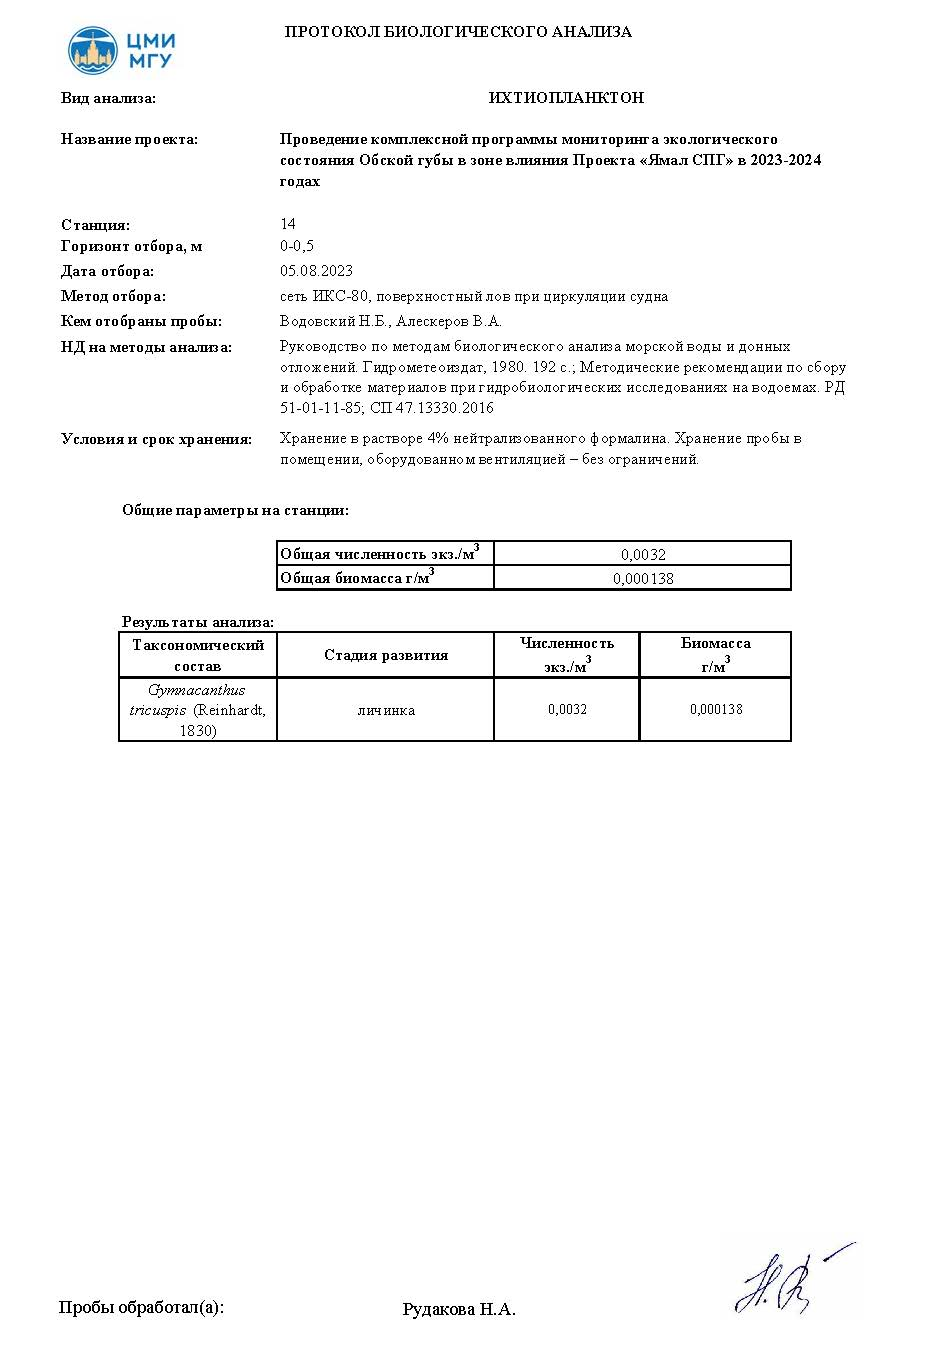 ЦМИ
МГУ
ПРОТОКОЛ БИОЛОГИЧЕСКОГО АНАЛИЗА
Вид анализа: ИХТИОПЛАНКТОН
Название проекта: Проведение комплексной программы мониторинга экологического
состояния Обской губы в зоне влияния Проекта «Ямал СПГ» в 2023-2024
годах
Станция: 14
Горизонт отбора, м 0-0,5
Дата отбора: 05.08.2023
Метод отбора: сеть ИКС-80, поверхностный лов при циркуляции судна
Кем отобраны пробы: Водовский Н.Б., Алескеров В.А.
НД на методы анализа: Руководство по методам биологического анализа морской воды и донных
отложений. Гидрометеоиздат, 1980. 192 с.; Методические рекомендации по сбору
и обработке материалов при гидробиологических исследованиях на водоемах. РД
51-01-11-85; СП 47.13330.2016
Условия и срок хранения: Хранение в растворе 4% нейтрализованного формалина. Хранение пробы в
помещении, оборудованном вентиляцией – без ограничений.
Общие параметры на станции:
Общая численность экз./м³ 0,0032
Общая биомасса г/м³ 0,000138
Результаты анализа:
Таксономический состав Стадия развития Численность экз./м³ Биомасса г/м³
Gymnacanthus
tricuspis (Reinhardt, личинка 0,0032 0,000138
1830)
Пробы обработал(а): Рудакова Н.А.